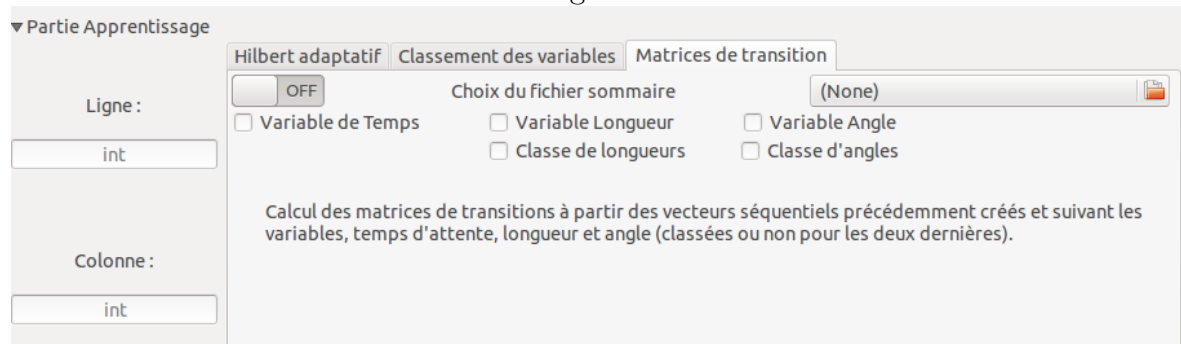 Partie Apprentissage
Hilbert adaptatif Classement des variables Matrices de transition
OFF Choix du fichier sommaire (None)
Ligne :
Variable de Temps Variable Longueur Variable Angle
int Classe de longueurs Classe d'angles
Calcul des matrices de transitions à partir des vecteurs séquentiels précédemment créés et suivant les
variables, temps d'attente, longueur et angle (classées ou non pour les deux dernières).
Colonne :
int